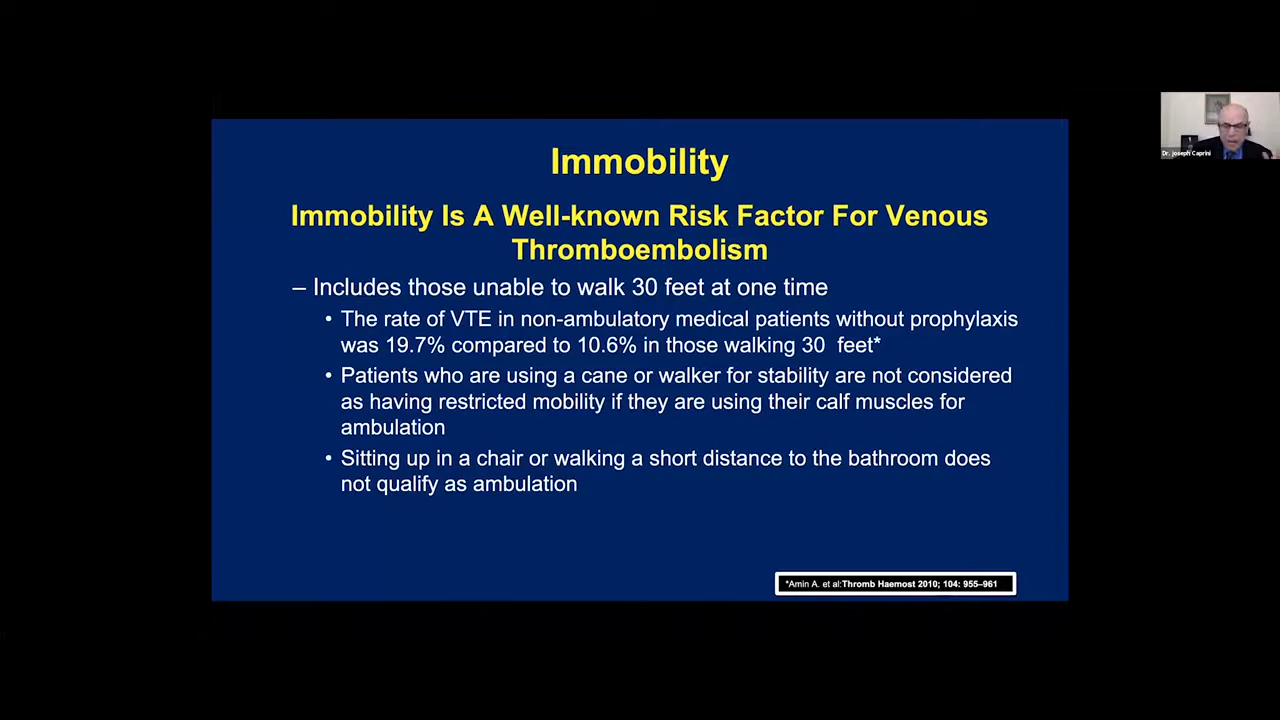 Immobility
Immobility Is A Well-known Risk Factor For Venous
Thromboembolism
– Includes those unable to walk 30 feet at one time
• The rate of VTE in non-ambulatory medical patients without prophylaxis
was 19.7% compared to 10.6% in those walking 30 feet*
• Patients who are using a cane or walker for stability are not considered
as having restricted mobility if they are using their calf muscles for
ambulation
• Sitting up in a chair or walking a short distance to the bathroom does
not qualify as ambulation
*Amin A. et al:Thromb Haemost 2010; 104: 955–961
Dr. joseph Caprini